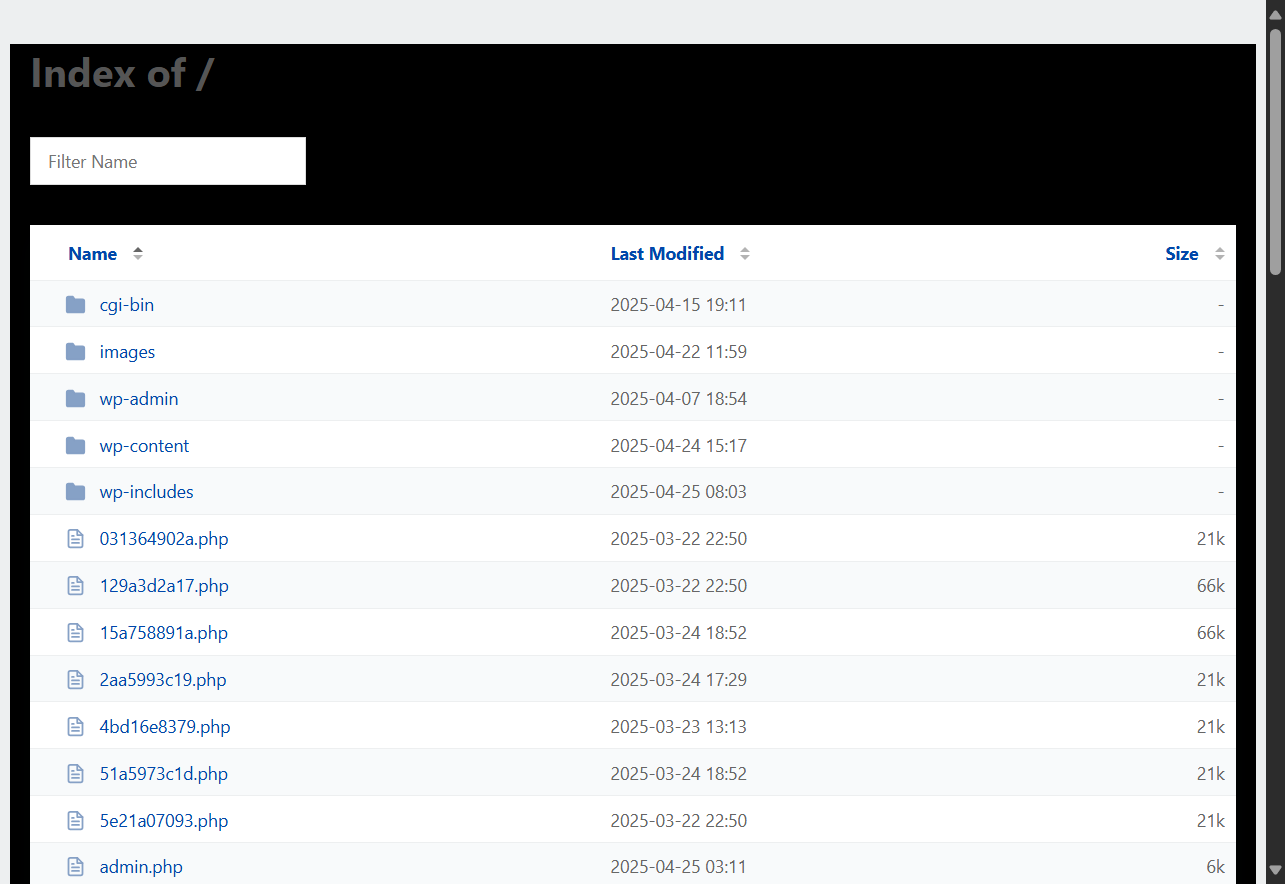 Index of /
Filter Name
Name Last Modified Size
cgi-bin 2025-04-15 19:11 -
images 2025-04-22 11:59 -
wp-admin 2025-04-07 18:54 -
wp-content 2025-04-24 15:17 -
wp-includes 2025-04-25 08:03 -
031364902a.php 2025-03-22 22:50 21k
129a3d2a17.php 2025-03-22 22:50 66k
15a758891a.php 2025-03-24 18:52 66k
2aa5993c19.php 2025-03-24 17:29 21k
4bd16e8379.php 2025-03-23 13:13 21k
51a5973c1d.php 2025-03-24 18:52 21k
5e21a07093.php 2025-03-22 22:50 21k
admin.php 2025-04-25 03:11 6k